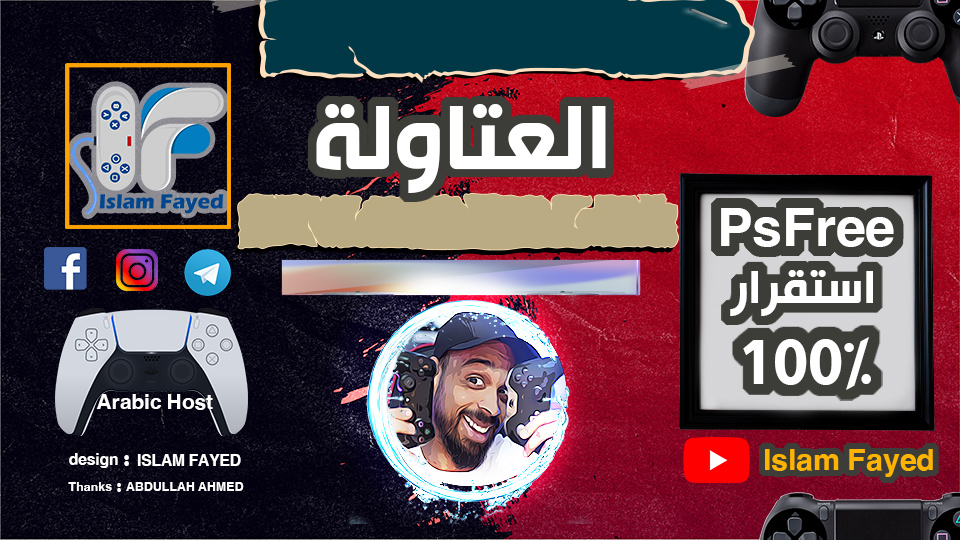 Islam Fayed
العتاولة
PsFree
استقرار
100٪
Arabic Host
design : ISLAM FAYED
Thanks : ABDULLAH AHMED
Islam Fayed